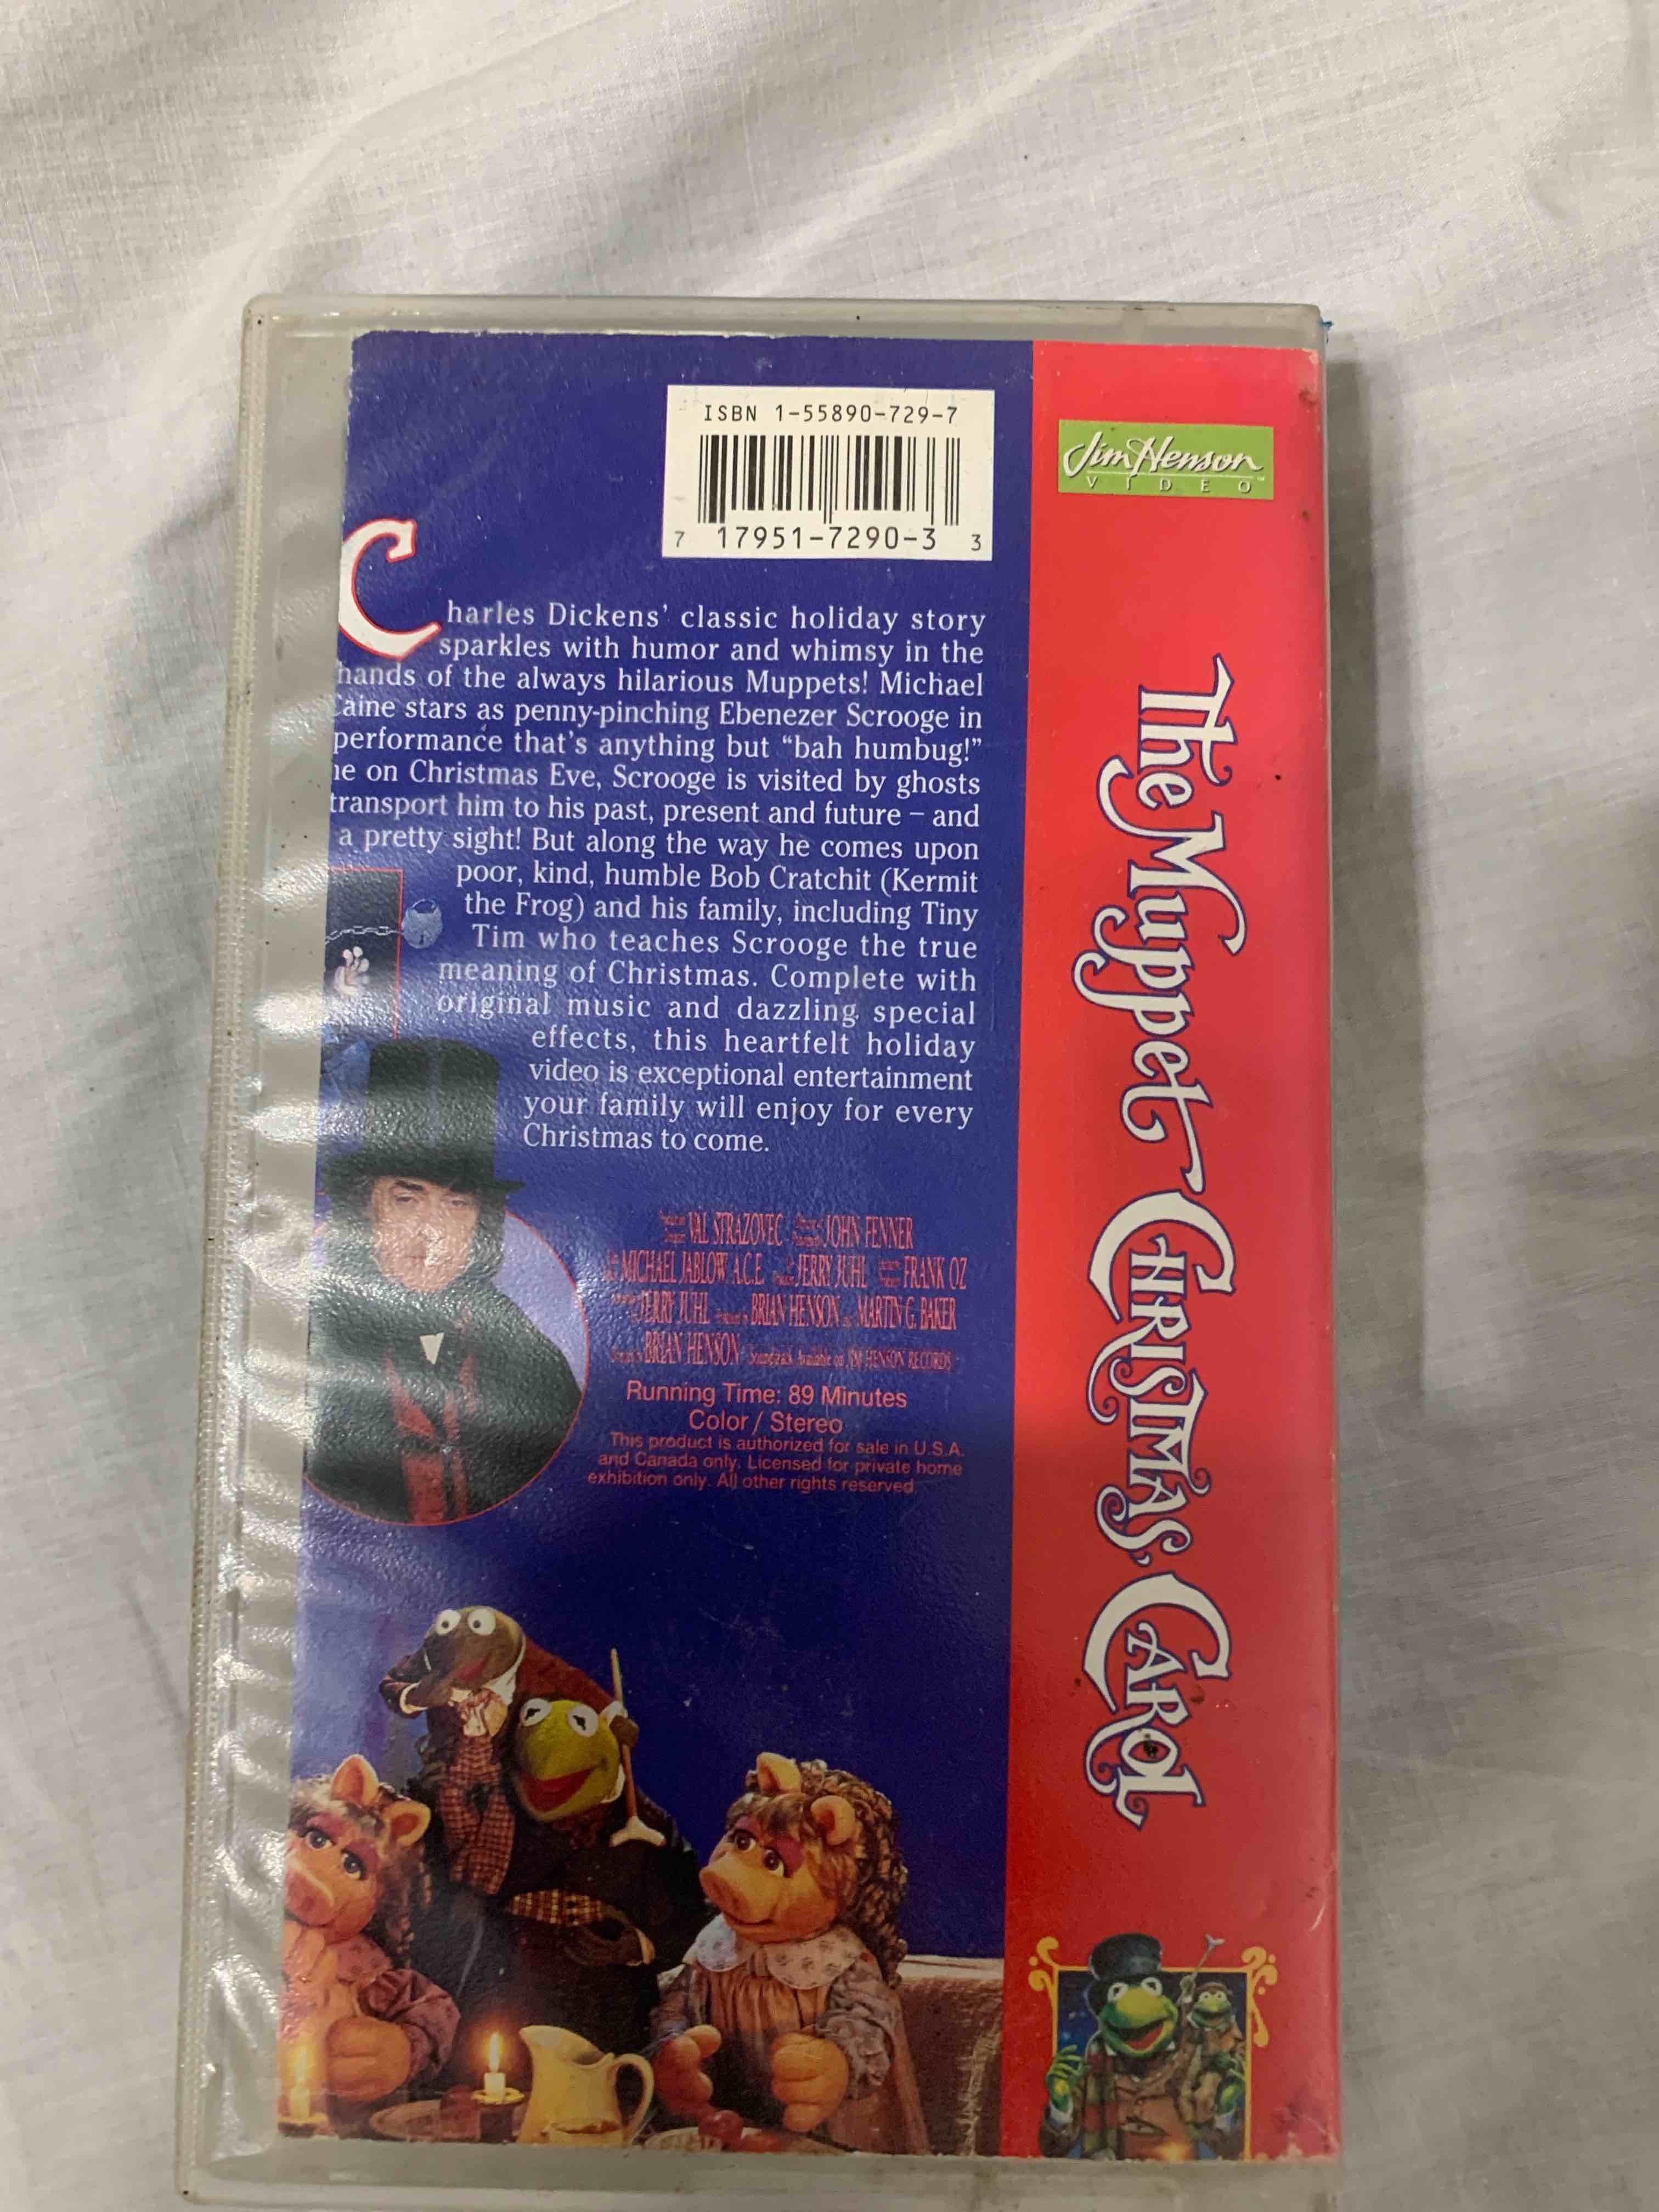 ISBN 1-55890-729-7
7 17951-7290-3 3
Charles Dickens' classic holiday story
sparkles with humor and whimsy in the
hands of the always hilarious Muppets! Michael
Caine stars as penny-pinching Ebenezer Scrooge in
performance that's anything but "bah humbug!"
on Christmas Eve, Scrooge is visited by ghosts
transport him to his past, present and future – and
a pretty sight! But along the way he comes upon
poor, kind, humble Bob Cratchit (Kermit
the Frog) and his family, including Tiny
Tim who teaches Scrooge the true
meaning of Christmas. Complete with
original music and dazzling special
effects, this heartfelt holiday
video is exceptional entertainment
your family will enjoy for every
Christmas to come.
VAL STRAZOVEC JOHN FENNER
MICHAEL JABLOW A.C.E. JERRY JUHL FRANK OZ
JERRY JUHL BRIAN HENSON MARTIN G. BAKER
BRIAN HENSON Soundtrack Available on JIM HENSON RECORDS
Running Time: 89 Minutes
Color / Stereo
This product is authorized for sale in U.S.A.
and Canada only. Licensed for private home
exhibition only. All other rights reserved.
Jim Henson
VIDEO™
The Muppet CHRISTMAS CAROL